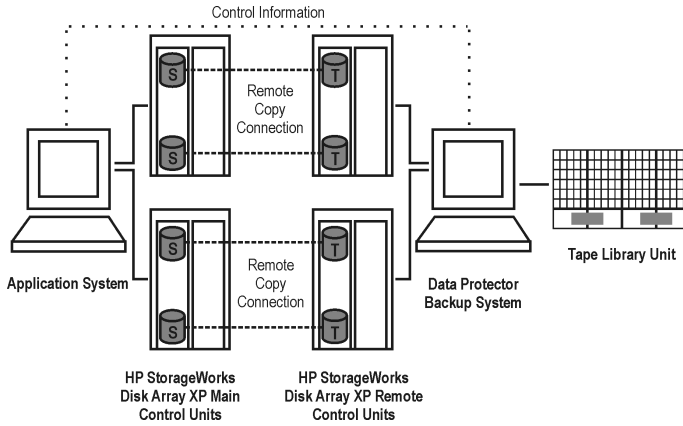 Control Information
S
T
Remote
Copy
Connection
S
T
S
T
Remote
Copy
Connection
S
T
Application System
Data Protector
Backup System
Tape Library Unit
HP StorageWorks
Disk Array XP Main
Control Units
HP StorageWorks
Disk Array XP Remote
Control Units